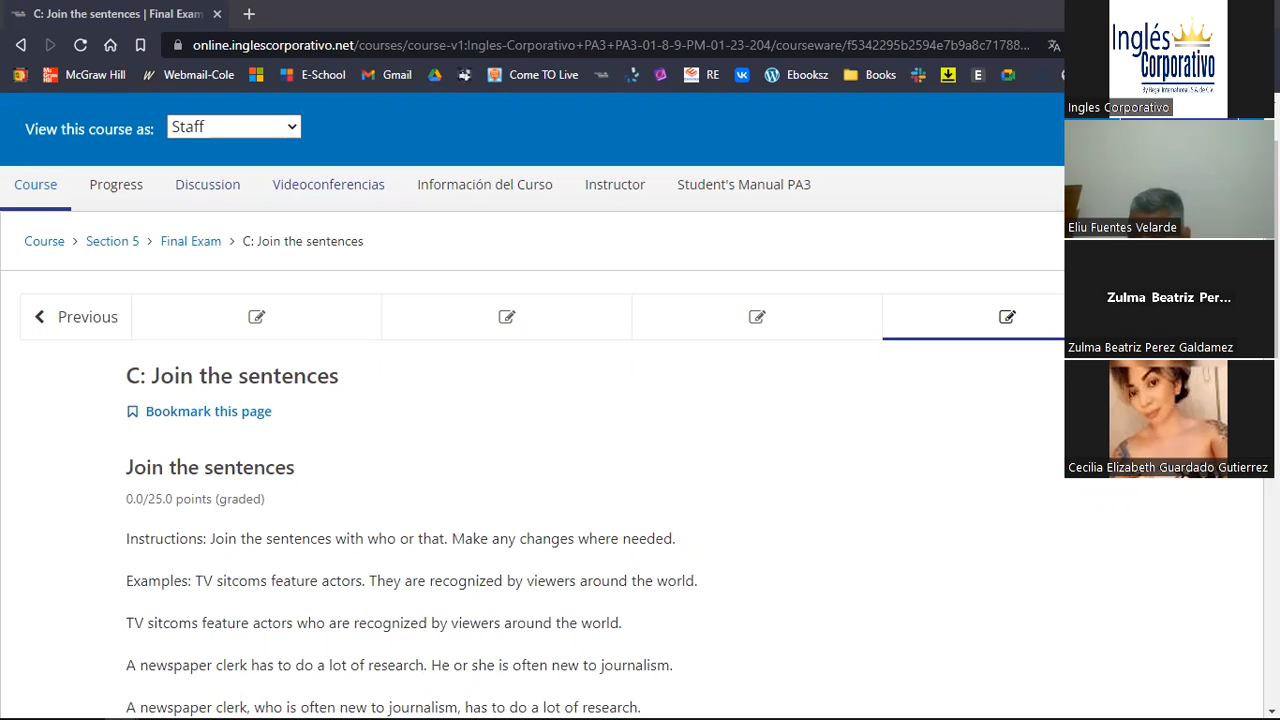 C: Join the sentences | Final Exam
online.inglescorporativo.net/courses/course-v1:Ingles-Corporativo+PA3+PA3-01-8-9-PM-01-23-204/courseware/f5342295b2594e7b9a8c71788...
McGraw Hill
Webmail-Cole
E-School
Gmail
Come TO Live
RE
Ebooksz
Books
View this course as:
Staff
Course
Progress
Discussion
Videoconferencias
Información del Curso
Instructor
Student's Manual PA3
Course > Section 5 > Final Exam > C: Join the sentences
Previous
C: Join the sentences
Bookmark this page
Join the sentences
0.0/25.0 points (graded)
Instructions: Join the sentences with who or that. Make any changes where needed.
Examples: TV sitcoms feature actors. They are recognized by viewers around the world.
TV sitcoms feature actors who are recognized by viewers around the world.
A newspaper clerk has to do a lot of research. He or she is often new to journalism.
A newspaper clerk, who is often new to journalism, has to do a lot of research.
Inglés
Corporativo
By Regal International, S.A. de C.V.
Ingles Corporativo
Eliu Fuentes Velarde
Zulma Beatriz Per...
Zulma Beatriz Perez Galdamez
Cecilia Elizabeth Guardado Gutierrez